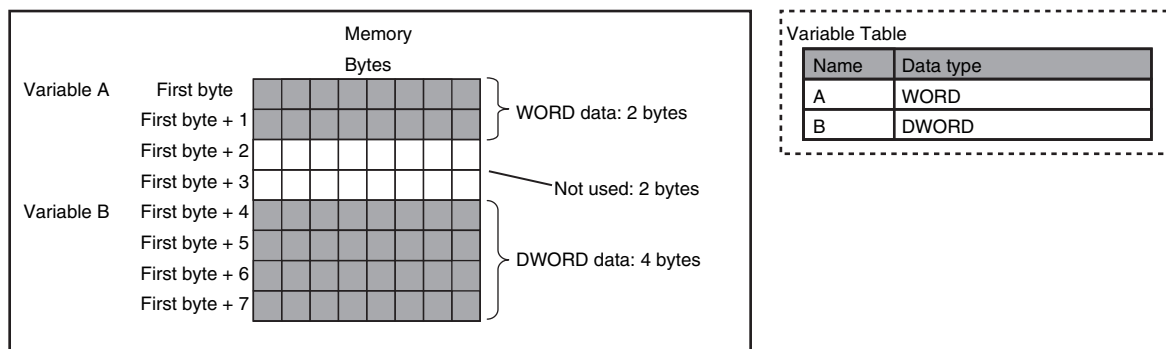 Memory
Bytes
Variable A
First byte
First byte + 1
WORD data: 2 bytes
First byte + 2
First byte + 3
Not used: 2 bytes
Variable B
First byte + 4
First byte + 5
First byte + 6
First byte + 7
DWORD data: 4 bytes
Variable Table
Name Data type
A WORD
B DWORD